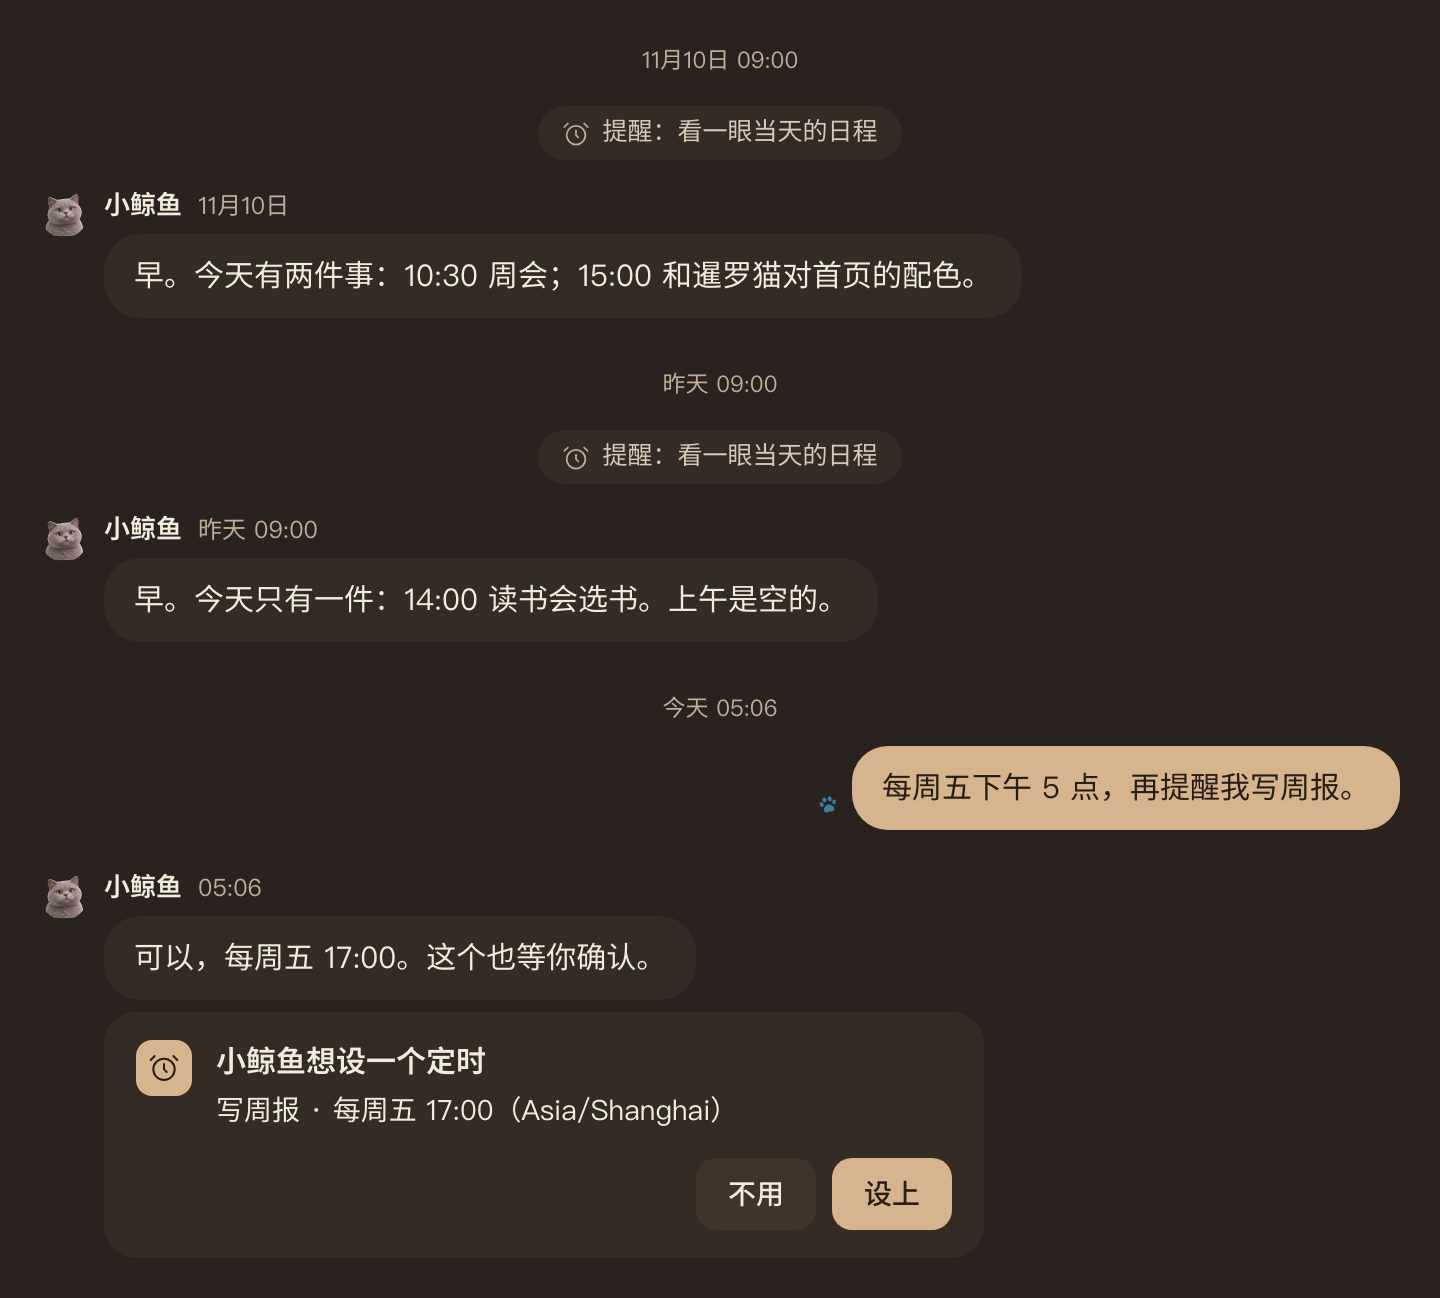 11月10日 09:00
提醒：看一眼当天的日程
小鲸鱼 11月10日
早。今天有两件事：10:30 周会；15:00 和暹罗猫对首页的配色。
昨天 09:00
提醒：看一眼当天的日程
小鲸鱼 昨天 09:00
早。今天只有一件：14:00 读书会选书。上午是空的。
今天 05:06
每周五下午 5 点，再提醒我写周报。
小鲸鱼 05:06
可以，每周五 17:00。这个也等你确认。
小鲸鱼想设一个定时
写周报 · 每周五 17:00（Asia/Shanghai）
不用 设上